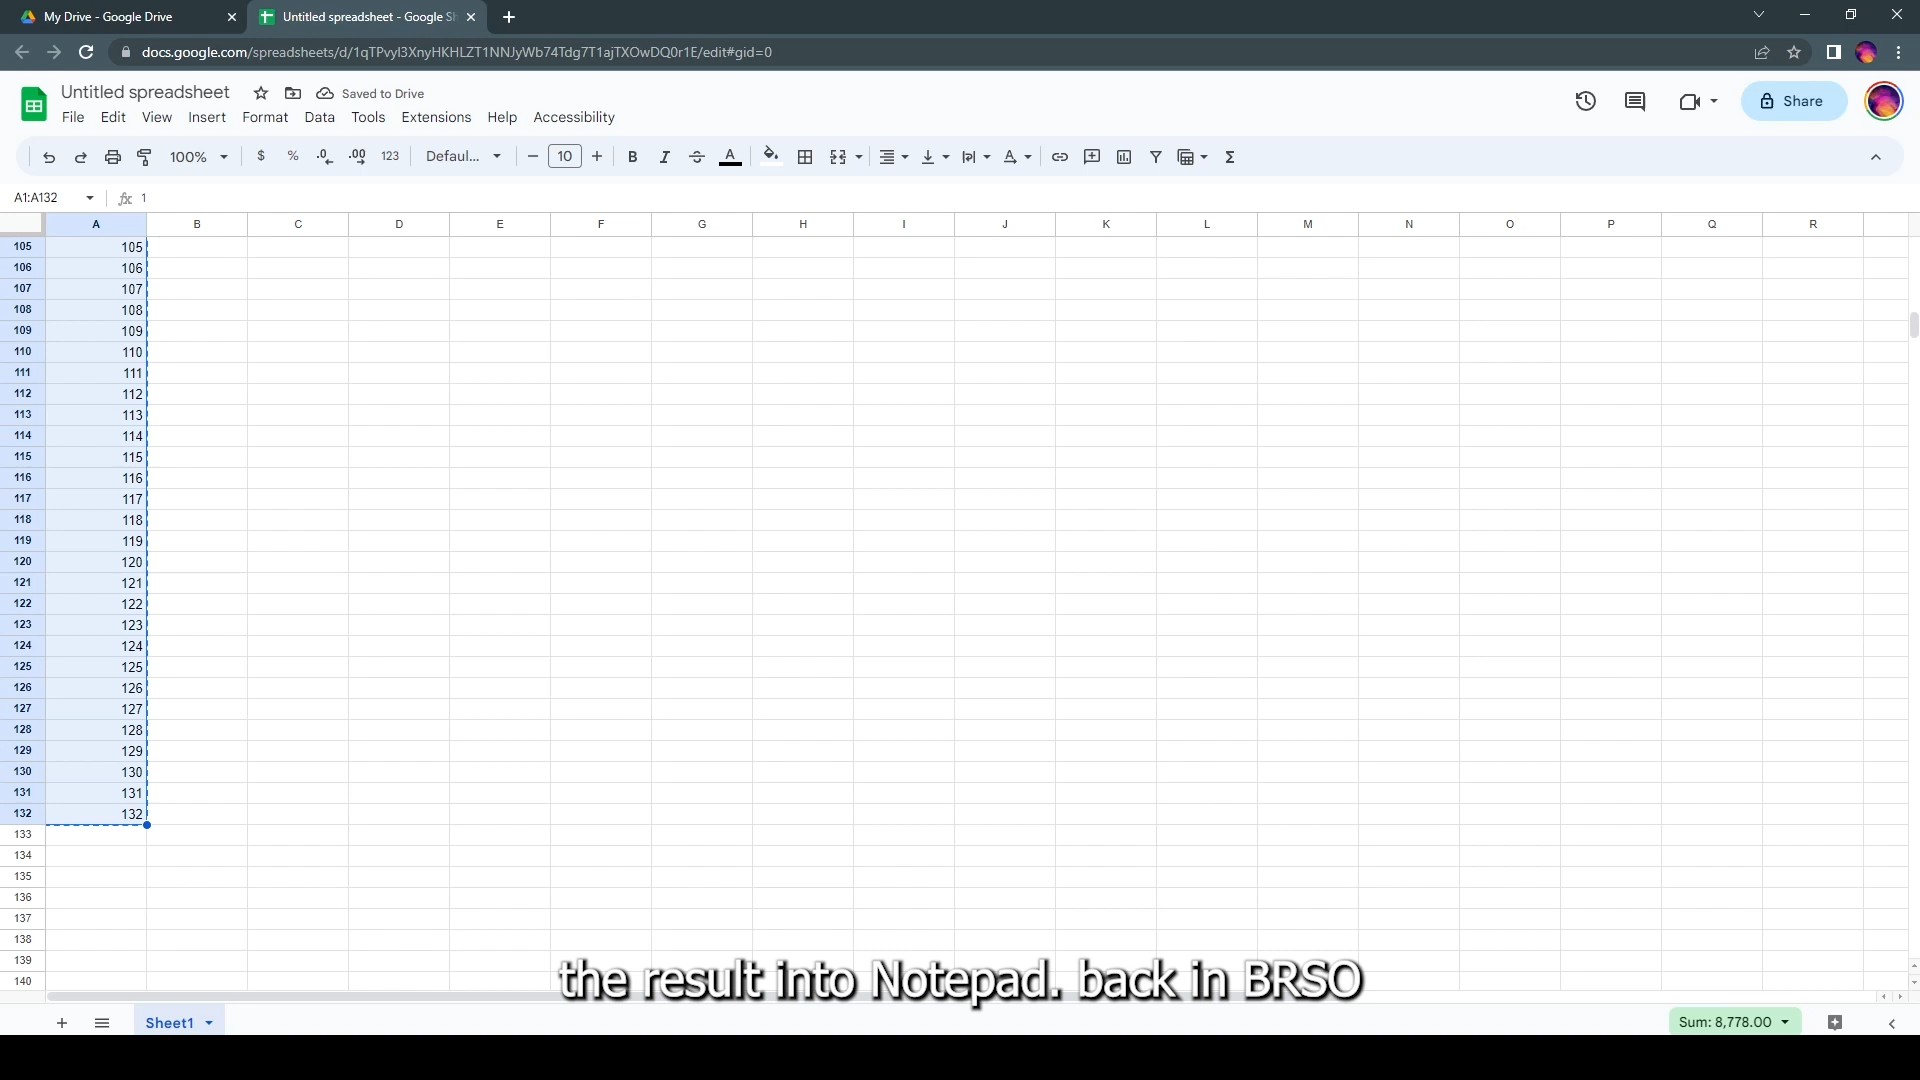 My Drive - Google Drive
Untitled spreadsheet - Google Sh
docs.google.com/spreadsheets/d/1qTPvyl3XnyHKHLZT1NNJyWb74Tdg7T1ajTXOwDQ0r1E/edit#gid=0
Untitled spreadsheet
Saved to Drive
Share
File Edit View Insert Format Data Tools Extensions Help Accessibility
100% $ % .0 .00 123 Defaul... 10 B I A
A1:A132 fx 1
A B C D E F G H I J K L M N O P Q R
105 105
106 106
107 107
108 108
109 109
110 110
111 111
112 112
113 113
114 114
115 115
116 116
117 117
118 118
119 119
120 120
121 121
122 122
123 123
124 124
125 125
126 126
127 127
128 128
129 129
130 130
131 131
132 132
133
134
135
136
137
138
139
140
the result into Notepad. back in BRSO
Sheet1
Sum: 8,778.00